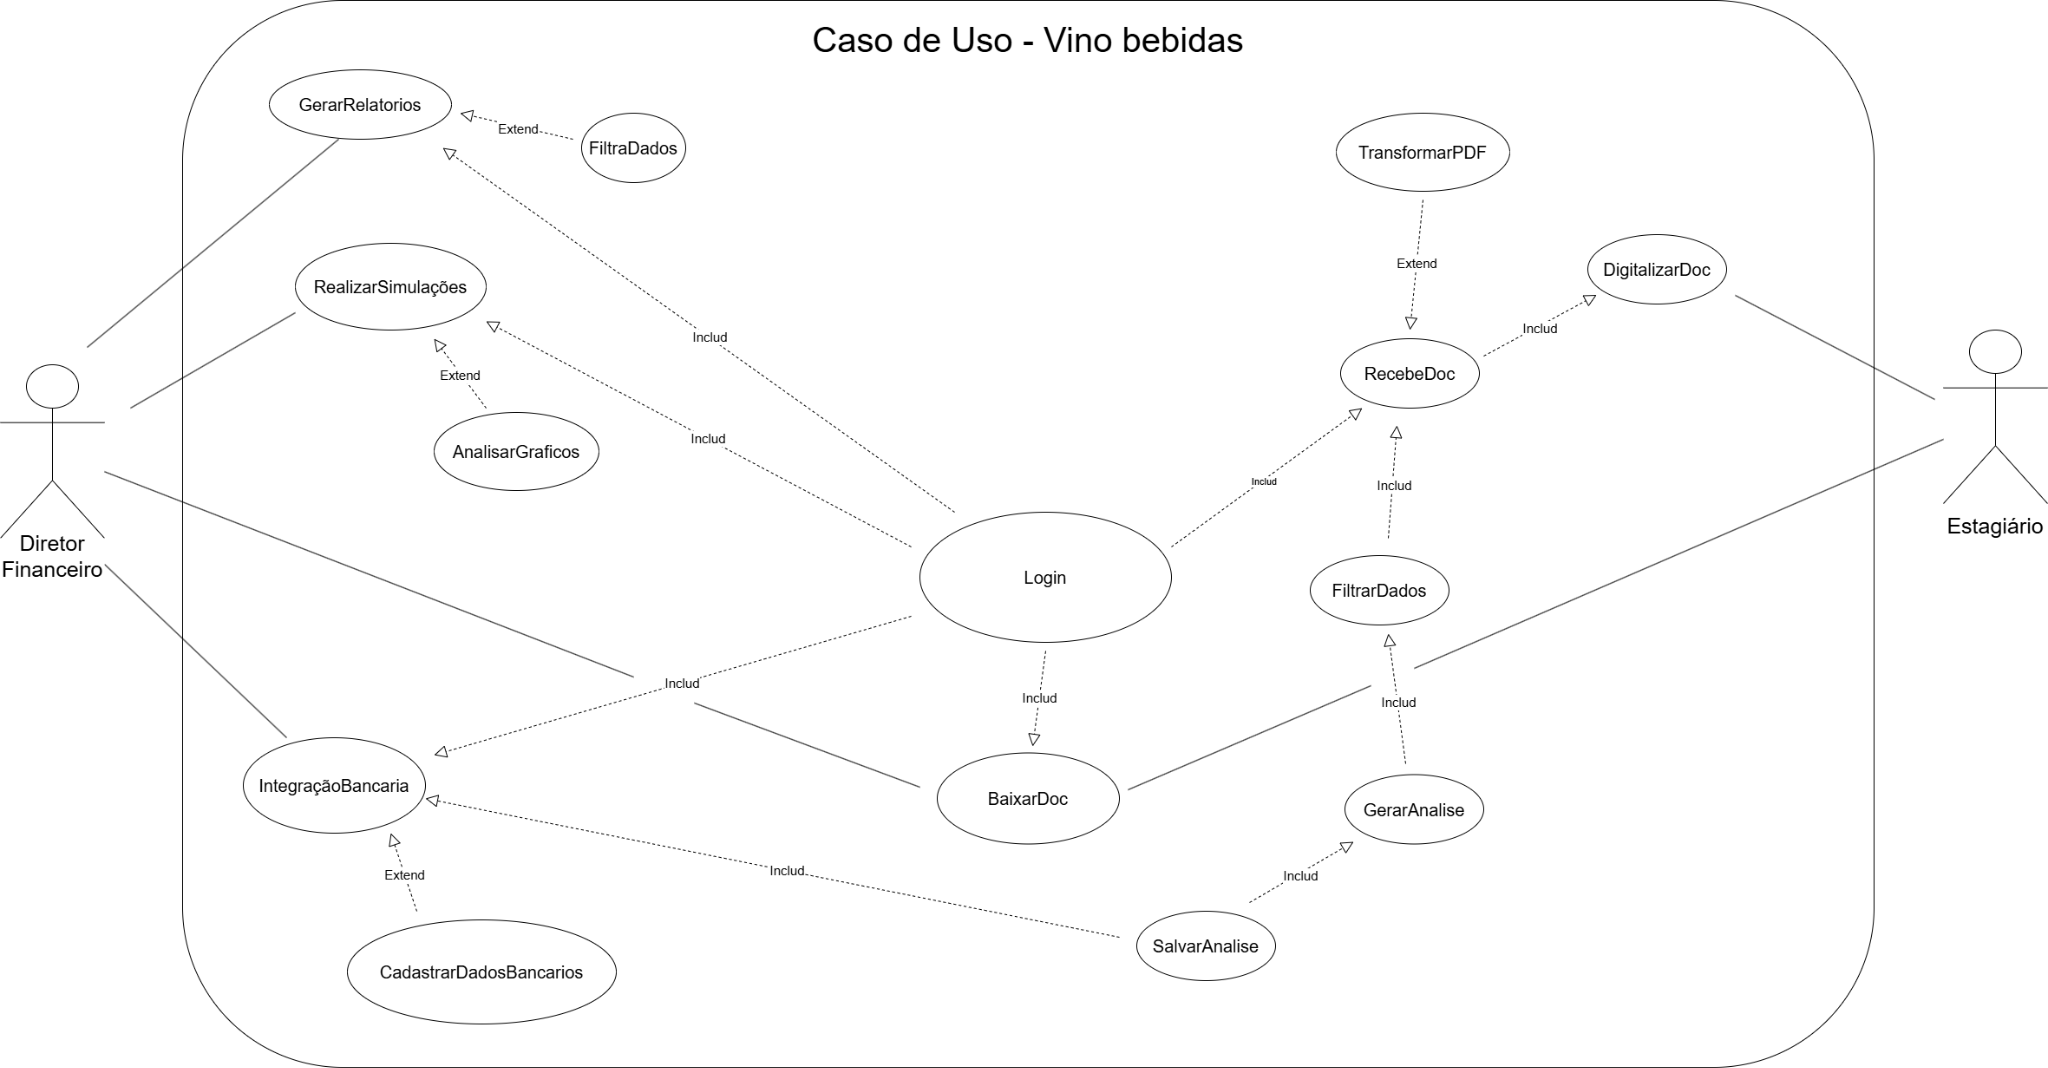 Caso de Uso - Vino bebidas
GerarRelatorios
Extend
FiltraDados
TransformarPDF
Extend
DigitalizarDoc
RealizarSimulações
Includ
Includ
RecebeDoc
Extend
AnalisarGraficos
Includ
Includ
Includ
Diretor
Financeiro
Estagiário
Login
FiltrarDados
Includ
Includ
Includ
IntegraçãoBancaria
BaixarDoc
GerarAnalise
Extend
Includ
Includ
CadastrarDadosBancarios
SalvarAnalise